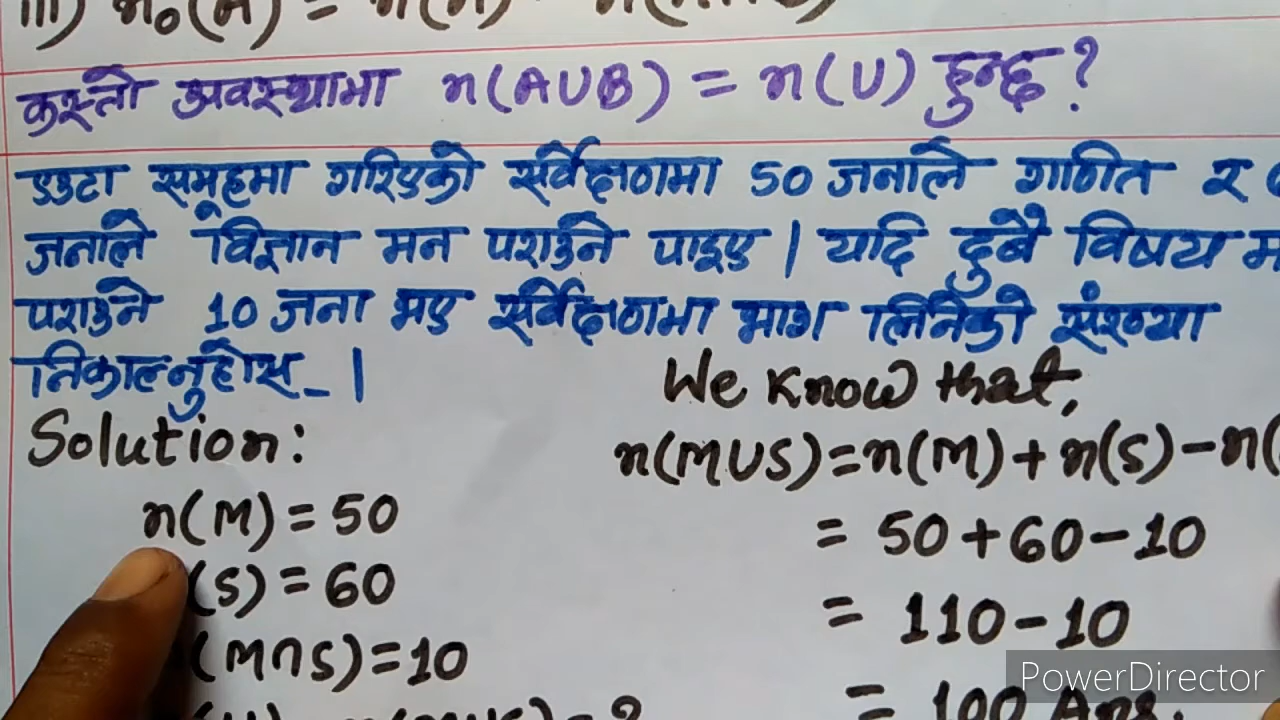 कस्तो अवस्थामा n(AUB) = n(U) हुन्छ?
एउटा समूहमा गरिएको सर्वेक्षणमा 50 जनाले गणित र
जनाले विज्ञान मन पराउने पाइए | यदि दुबै विषय म
पराउने 10 जना भए सर्वेक्षणमा भाग लिनेको संख्या
निकाल्नुहोस् |
We know that,
Solution:
n(MUS)=n(M)+n(S)-n(
n(M) = 50
= 50+60-10
(S) = 60
= 110-10
(M∩S)=10
= 100 Ans.
PowerDirector